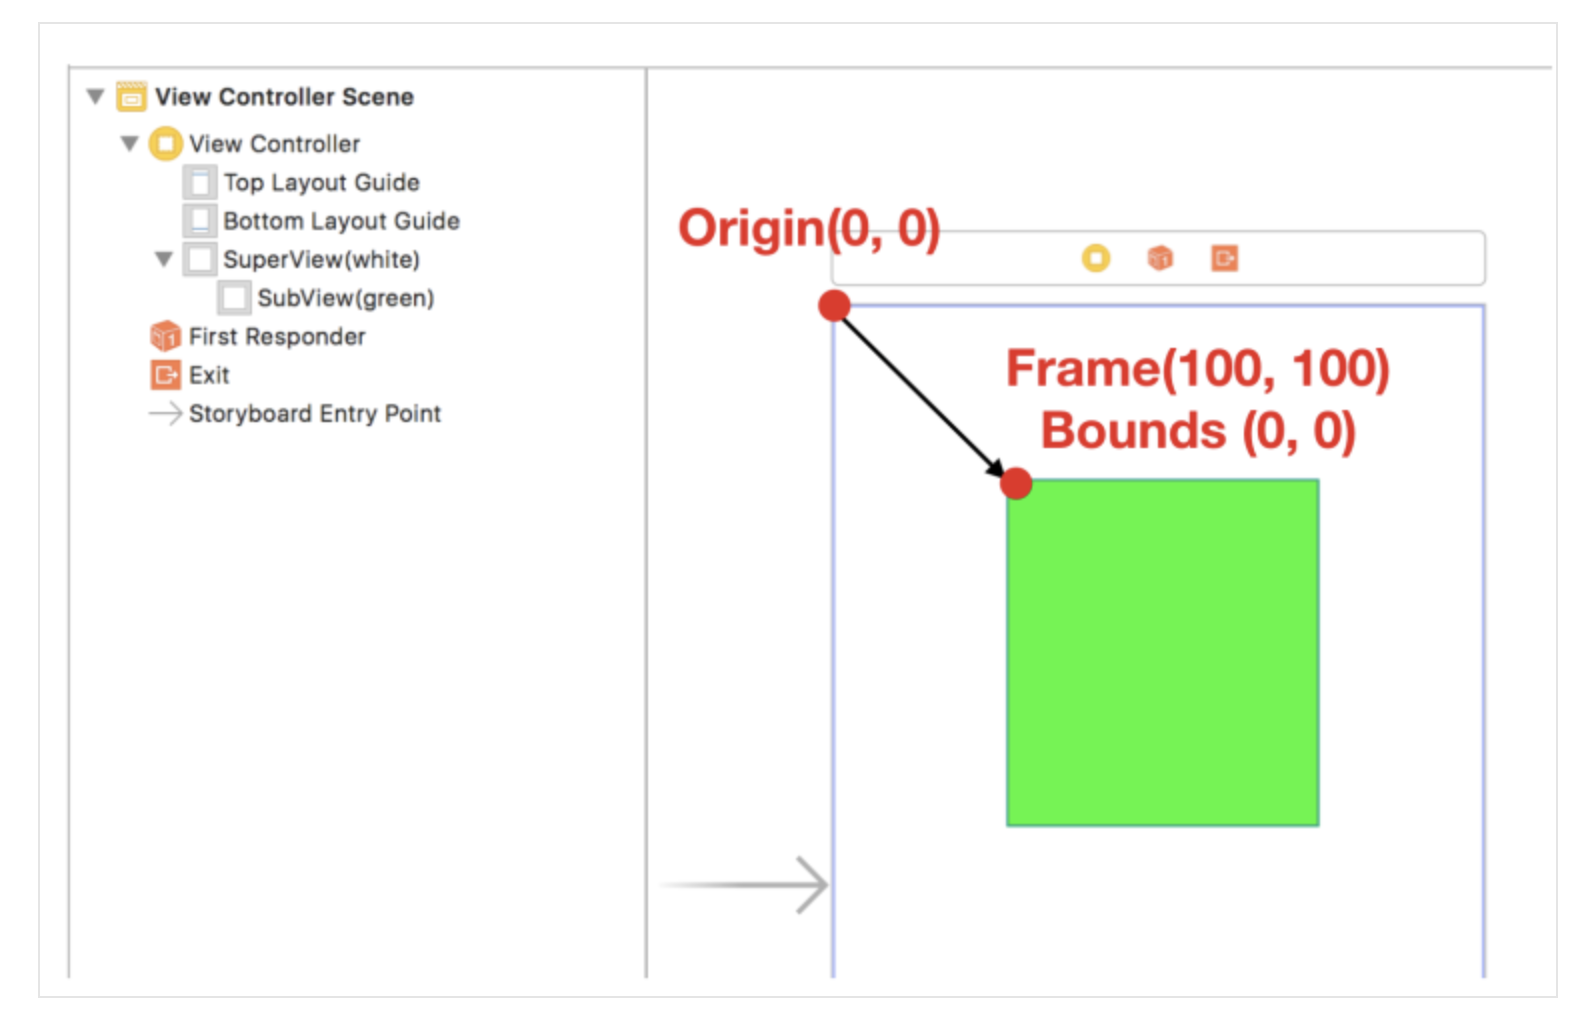 View Controller Scene
View Controller
Top Layout Guide
Bottom Layout Guide
SuperView(white)
SubView(green)
First Responder
Exit
Storyboard Entry Point
Origin(0, 0)
Frame(100, 100)
Bounds (0, 0)